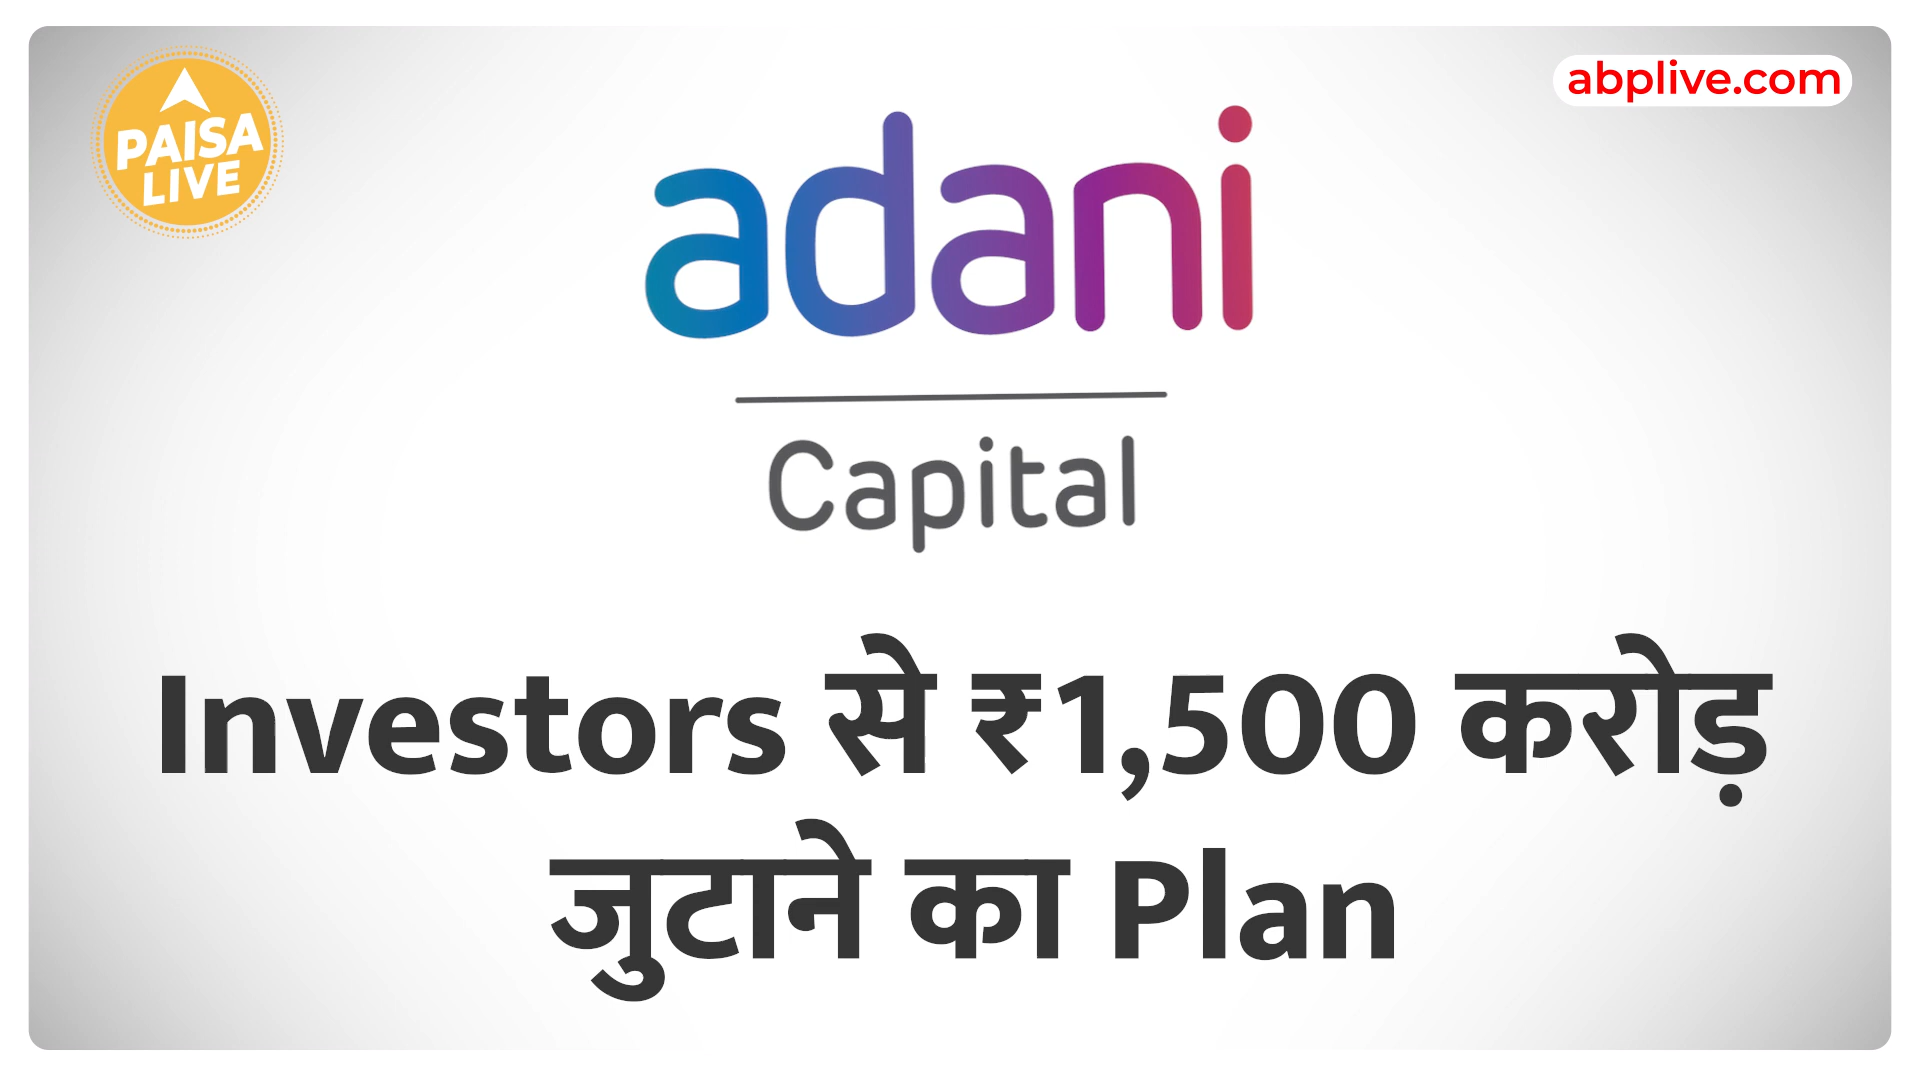 PAISA
LIVE
abplive.com
adani
Capital
Investors से ₹1,500 करोड़
जुटाने का Plan